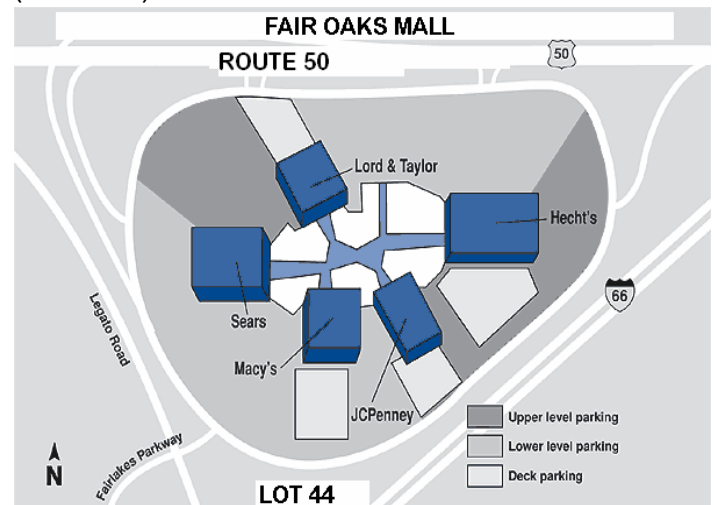 FAIR OAKS MALL
ROUTE 50
50
Lord & Taylor
Hecht's
66
Legato Road
Sears
Macy's
JCPenney
Upper level parking
Lower level parking
Deck parking
Fairlakes Parkway
N
LOT 44